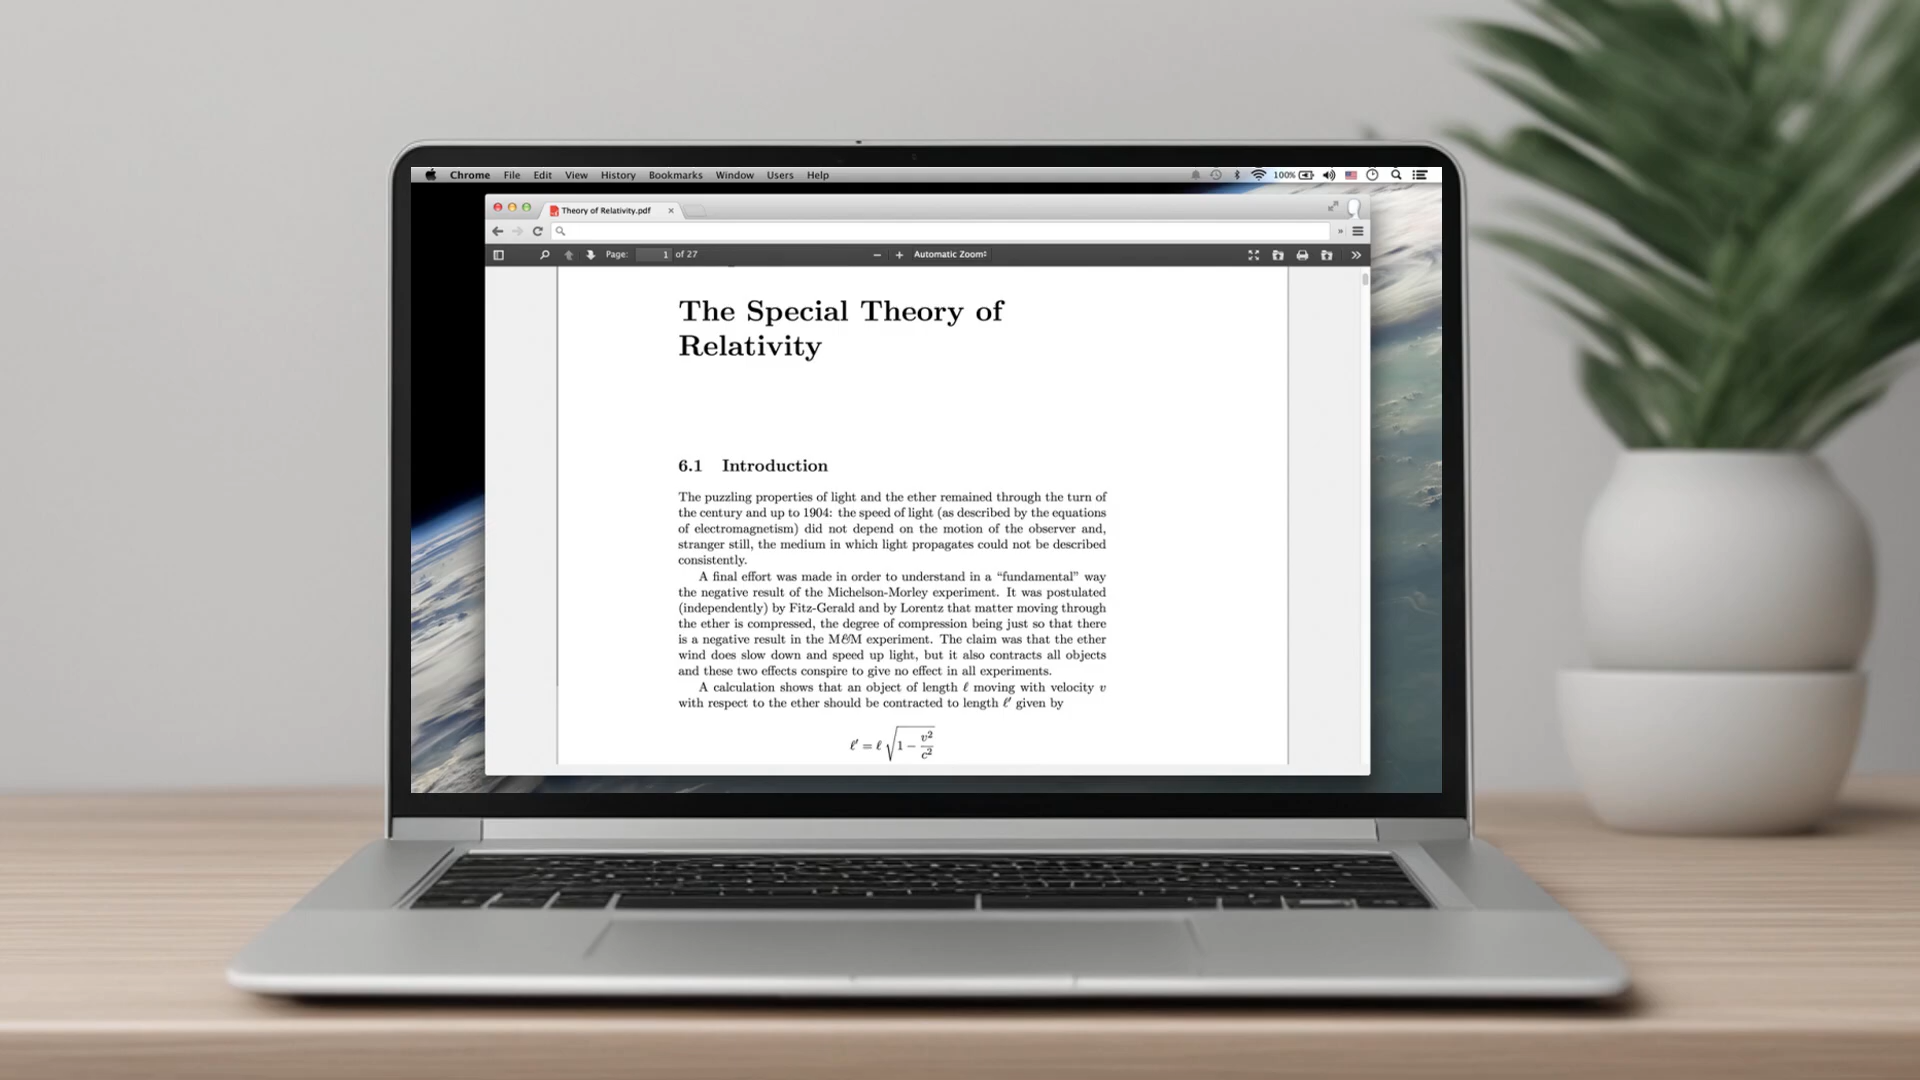 Chrome File Edit View History Bookmarks Window Users Help 100%
Theory of Relativity.pdf
Page: 1 of 27 Automatic Zoom
The Special Theory of
Relativity
6.1 Introduction
The puzzling properties of light and the ether remained through the turn of
the century and up to 1904: the speed of light (as described by the equations
of electromagnetism) did not depend on the motion of the observer and,
stranger still, the medium in which light propagates could not be described
consistently.
A final effort was made in order to understand in a “fundamental” way
the negative result of the Michelson-Morley experiment. It was postulated
(independently) by Fitz-Gerald and by Lorentz that matter moving through
the ether is compressed, the degree of compression being just so that there
is a negative result in the M&M experiment. The claim was that the ether
wind does slow down and speed up light, but it also contracts all objects
and these two effects conspire to give no effect in all experiments.
A calculation shows that an object of length ℓ moving with velocity v
with respect to the ether should be contracted to length ℓ′ given by
ℓ′ = ℓ √(1 − v²/c²)